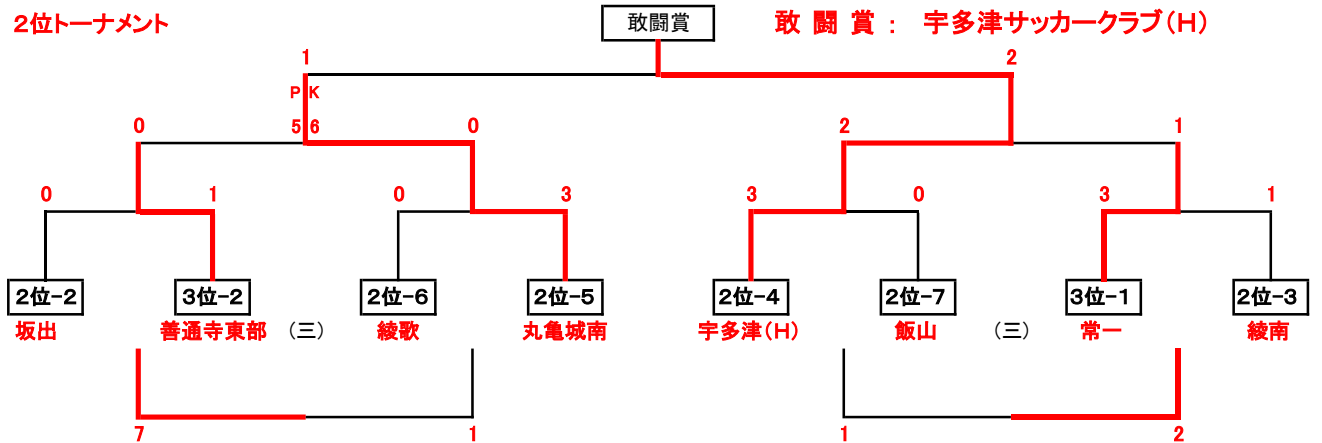 2位トーナメント
敢闘賞
敢 闘 賞 : 宇多津サッカークラブ(H)
1 2
P K
0 5 6 0 2 1
0 1 0 3 3 0 3 1
2位-2 3位-2 2位-6 2位-5 2位-4 2位-7 3位-1 2位-3
坂出 善通寺東部 (三) 綾歌 丸亀城南 宇多津(H) 飯山 (三) 常一 綾南
7 1 1 2